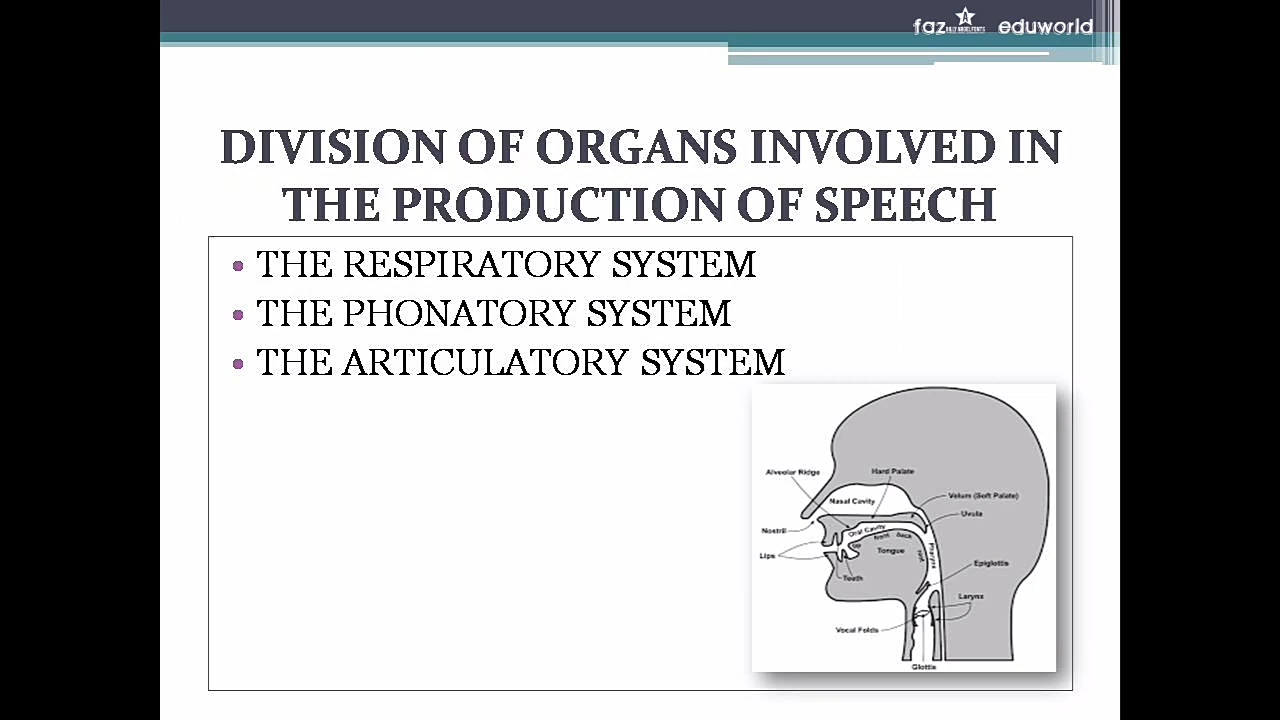 faz eduworld
DIVISION OF ORGANS INVOLVED IN
THE PRODUCTION OF SPEECH
• THE RESPIRATORY SYSTEM
• THE PHONATORY SYSTEM
• THE ARTICULATORY SYSTEM
Alveolar Ridge
Hard Palate
Nasal Cavity
Velum (Soft Palate)
Uvula
Nostril
Oral Cavity
front
back
Lips
Tongue
Pharynx
Teeth
Epiglottis
Larynx
Vocal Folds
Glottis